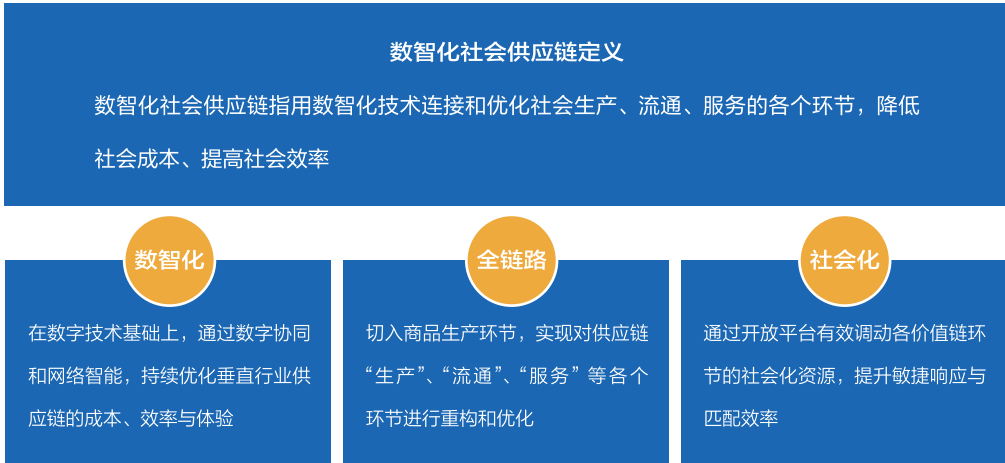 数智化社会供应链定义
数智化社会供应链指用数智化技术连接和优化社会生产、流通、服务的各个环节，降低
社会成本、提高社会效率
数智化
在数字技术基础上，通过数字协同
和网络智能，持续优化垂直行业供
应链的成本、效率与体验
全链路
切入商品生产环节，实现对供应链
“生产”、“流通”、“服务” 等各个
环节进行重构和优化
社会化
通过开放平台有效调动各价值链环
节的社会化资源，提升敏捷响应与
匹配效率